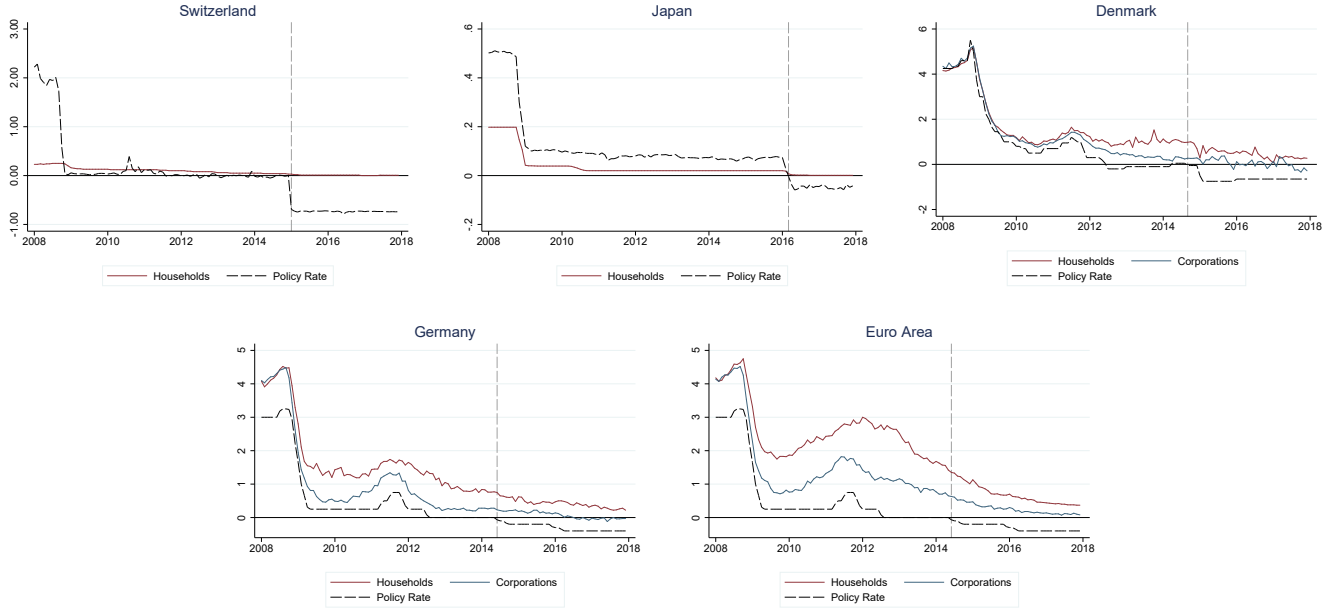 Switzerland
3.00
2.00
1.00
0.00
-1.00
2008 2010 2012 2014 2016 2018
Households Policy Rate
Japan
.6
.4
.2
0
-.2
2008 2010 2012 2014 2016 2018
Households Policy Rate
Denmark
6
4
2
0
-2
2008 2010 2012 2014 2016 2018
Households Corporations
Policy Rate
Germany
5
4
3
2
1
0
2008 2010 2012 2014 2016 2018
Households Corporations
Policy Rate
Euro Area
5
4
3
2
1
0
2008 2010 2012 2014 2016 2018
Households Corporations
Policy Rate